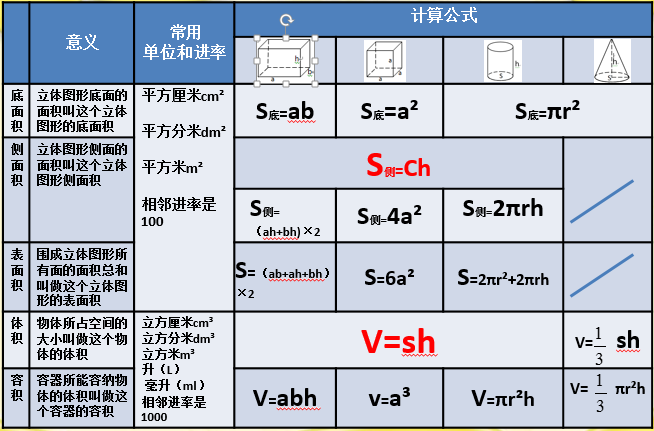 意义
常用
单位和进率
计算公式
h
b
a
a
a
a
h
S
h
底面积
立体图形底面的
面积叫这个立体
图形的底面积
平方厘米cm²
平方分米dm²
平方米m²
相邻进率是
100
S底=ab
S底=a²
S底=πr²
侧面积
立体图形侧面的
面积叫这个立体
图形侧面积
S侧=Ch
S侧=
（ah+bh)×2
S侧=4a²
S侧=2πrh
表面积
围成立体图形所
有面的面积总和
叫做这个立体图
形的表面积
S=（ab+ah+bh）
×2
S=6a²
S=2πr²+2πrh
体积
物体所占空间的
大小叫做这个物
体的体积
立方厘米cm³
立方分米dm³
立方米m³
升（L）
毫升（ml）
相邻进率是
1000
V=sh
V=1/3 sh
容积
容器所能容纳物
体的体积叫做这
个容器的容积
V=abh
v=a³
V=πr²h
V= 1/3 πr²h